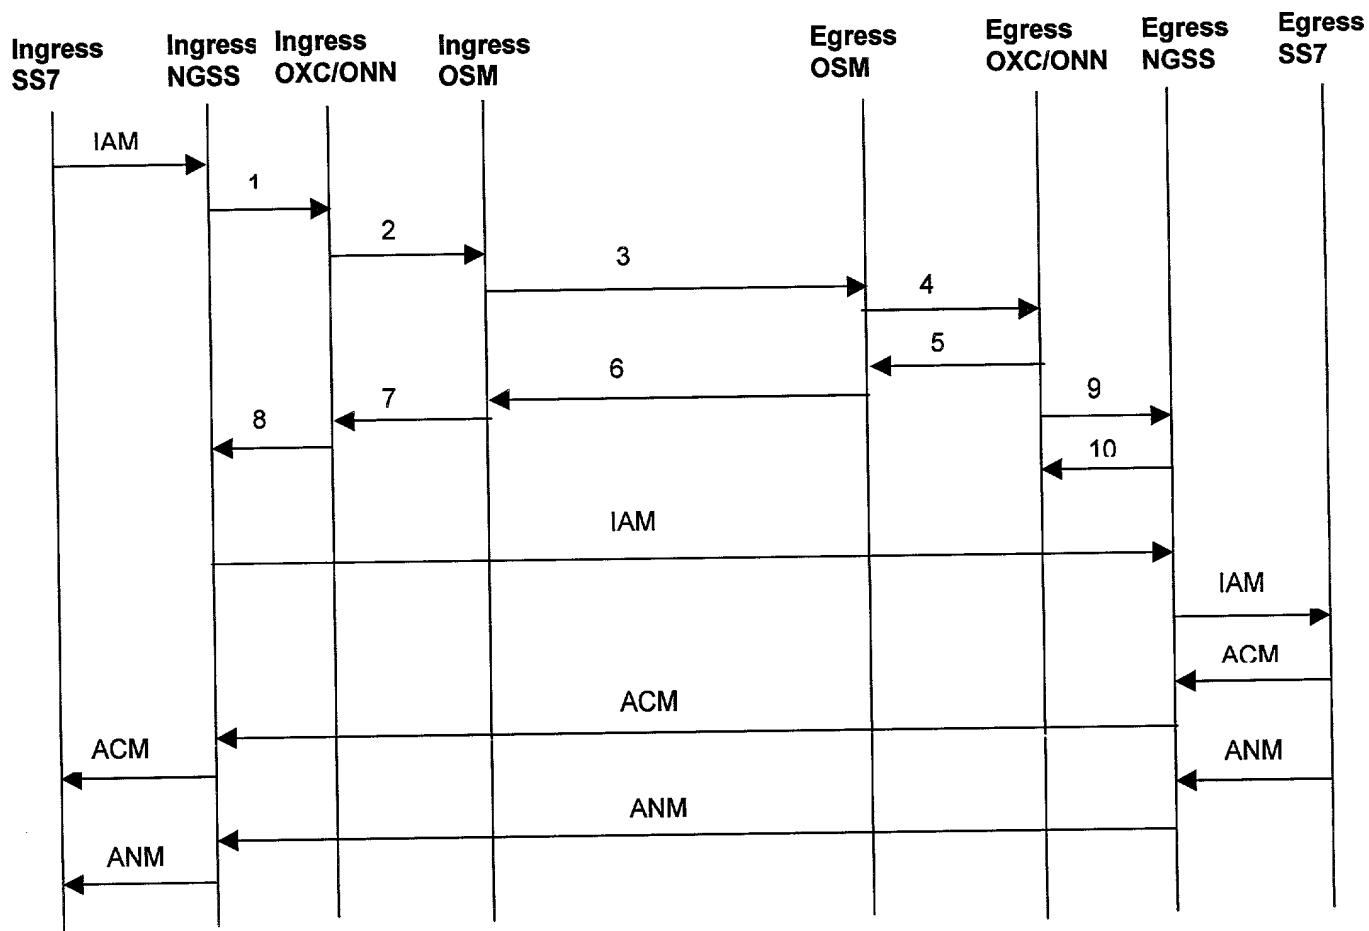 Ingress
SS7
Ingress
NGSS
Ingress
OXC/ONN
Ingress
OSM
Egress
OSM
Egress
OXC/ONN
Egress
NGSS
Egress
SS7
IAM
1
2
3
4
5
6
7
8
9
10
IAM
IAM
ACM
ACM
ACM
ANM
ANM
ANM